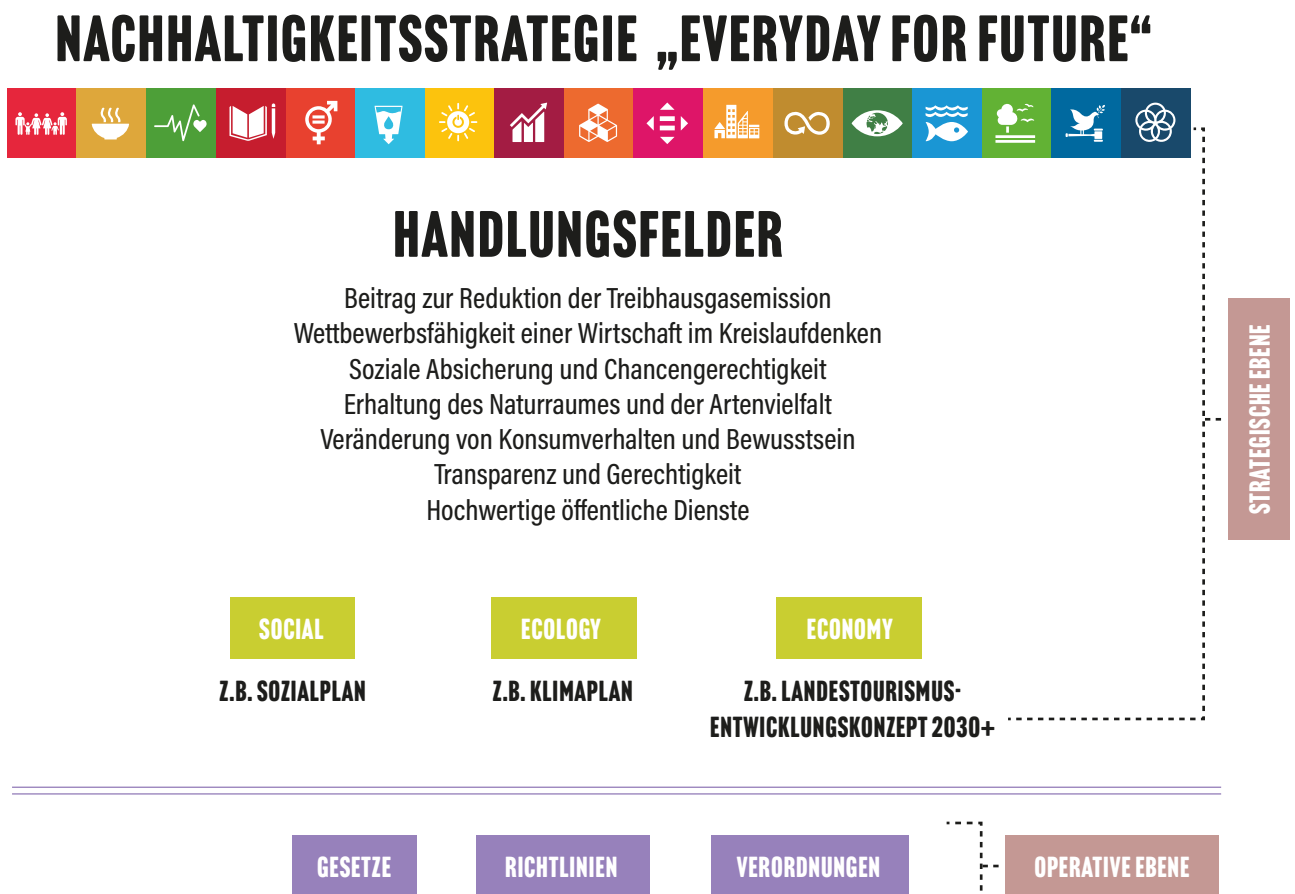 NACHHALTIGKEITSSTRATEGIE „EVERYDAY FOR FUTURE“
HANDLUNGSFELDER
Beitrag zur Reduktion der Treibhausgasemission
Wettbewerbsfähigkeit einer Wirtschaft im Kreislaufdenken
Soziale Absicherung und Chancengerechtigkeit
Erhaltung des Naturraumes und der Artenvielfalt
Veränderung von Konsumverhalten und Bewusstsein
Transparenz und Gerechtigkeit
Hochwertige öffentliche Dienste
STRATEGISCHE EBENE
SOCIAL
ECOLOGY
ECONOMY
Z.B. SOZIALPLAN
Z.B. KLIMAPLAN
Z.B. LANDESTOURISMUS-
ENTWICKLUNGSKONZEPT 2030+
GESETZE
RICHTLINIEN
VERORDNUNGEN
OPERATIVE EBENE